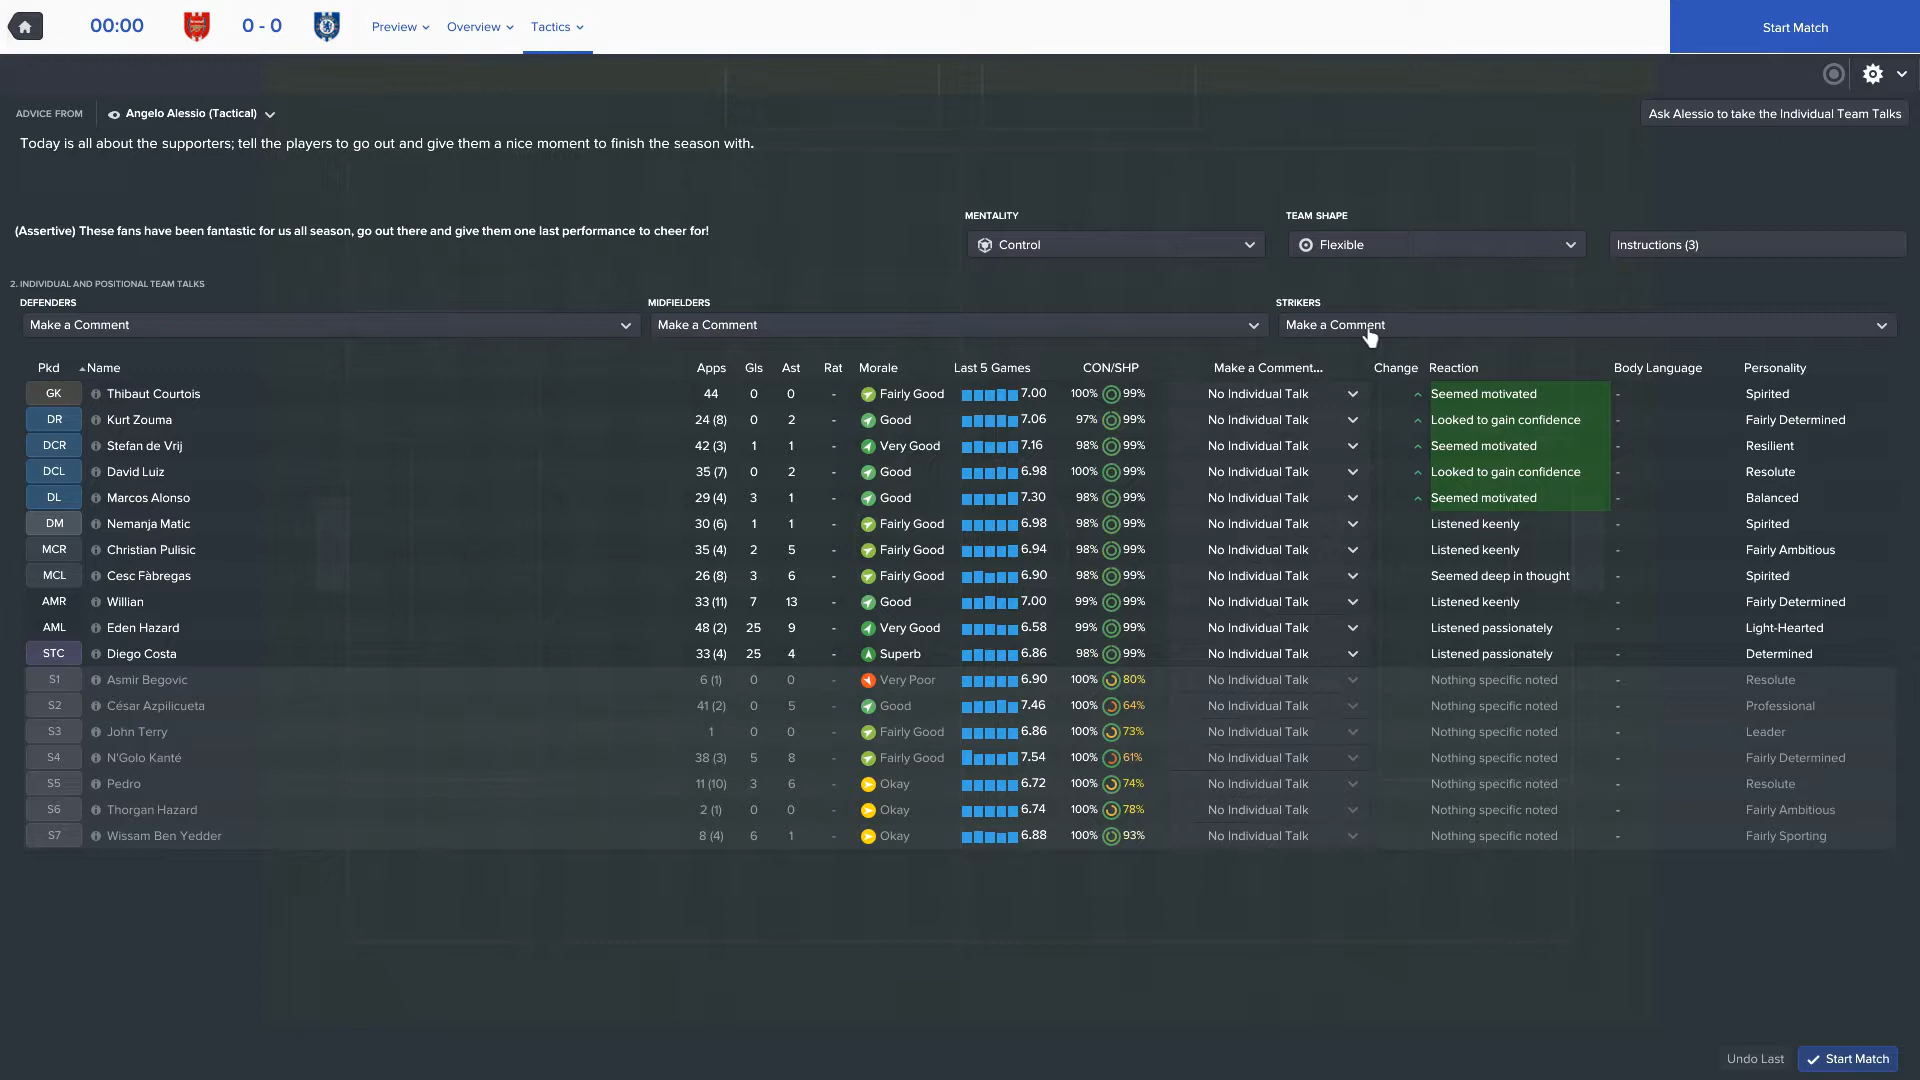 00:00
0 - 0
Preview
Overview
Tactics
Start Match
ADVICE FROM
Angelo Alessio (Tactical)
Ask Alessio to take the Individual Team Talks
Today is all about the supporters; tell the players to go out and give them a nice moment to finish the season with.
MENTALITY
TEAM SHAPE
(Assertive) These fans have been fantastic for us all season, go out there and give them one last performance to cheer for!
Control
Flexible
Instructions (3)
2. INDIVIDUAL AND POSITIONAL TEAM TALKS
DEFENDERS
MIDFIELDERS
STRIKERS
Make a Comment
Make a Comment
Make a Comment
Pkd Name Apps Gls Ast Rat Morale Last 5 Games CON/SHP Make a Comment... Change Reaction Body Language Personality
GK Thibaut Courtois 44 0 0 - Fairly Good 7.00 100% 99% No Individual Talk Seemed motivated - Spirited
DR Kurt Zouma 24 (8) 0 2 - Good 7.06 97% 99% No Individual Talk Looked to gain confidence - Fairly Determined
DCR Stefan de Vrij 42 (3) 1 1 - Very Good 7.16 98% 99% No Individual Talk Seemed motivated - Resilient
DCL David Luiz 35 (7) 0 2 - Good 6.98 100% 99% No Individual Talk Looked to gain confidence - Resolute
DL Marcos Alonso 29 (4) 3 1 - Good 7.30 98% 99% No Individual Talk Seemed motivated - Balanced
DM Nemanja Matic 30 (6) 1 1 - Fairly Good 6.98 98% 99% No Individual Talk Listened keenly - Spirited
MCR Christian Pulisic 35 (4) 2 5 - Fairly Good 6.94 98% 99% No Individual Talk Listened keenly - Fairly Ambitious
MCL Cesc Fàbregas 26 (8) 3 6 - Fairly Good 6.90 98% 99% No Individual Talk Seemed deep in thought - Spirited
AMR Willian 33 (11) 7 13 - Good 7.00 99% 99% No Individual Talk Listened keenly - Fairly Determined
AML Eden Hazard 48 (2) 25 9 - Very Good 6.58 99% 99% No Individual Talk Listened passionately - Light-Hearted
STC Diego Costa 33 (4) 25 4 - Superb 6.86 98% 99% No Individual Talk Listened passionately - Determined
S1 Asmir Begovic 6 (1) 0 0 - Very Poor 6.90 100% 80% No Individual Talk Nothing specific noted - Resolute
S2 César Azpilicueta 41 (2) 0 5 - Good 7.46 100% 64% No Individual Talk Nothing specific noted - Professional
S3 John Terry 1 0 0 - Fairly Good 6.86 100% 73% No Individual Talk Nothing specific noted - Leader
S4 N'Golo Kanté 38 (3) 5 8 - Fairly Good 7.54 100% 61% No Individual Talk Nothing specific noted - Fairly Determined
S5 Pedro 11 (10) 3 6 - Okay 6.72 100% 74% No Individual Talk Nothing specific noted - Resolute
S6 Thorgan Hazard 2 (1) 0 0 - Okay 6.74 100% 78% No Individual Talk Nothing specific noted - Fairly Ambitious
S7 Wissam Ben Yedder 8 (4) 6 1 - Okay 6.88 100% 93% No Individual Talk Nothing specific noted - Fairly Sporting
Undo Last
Start Match